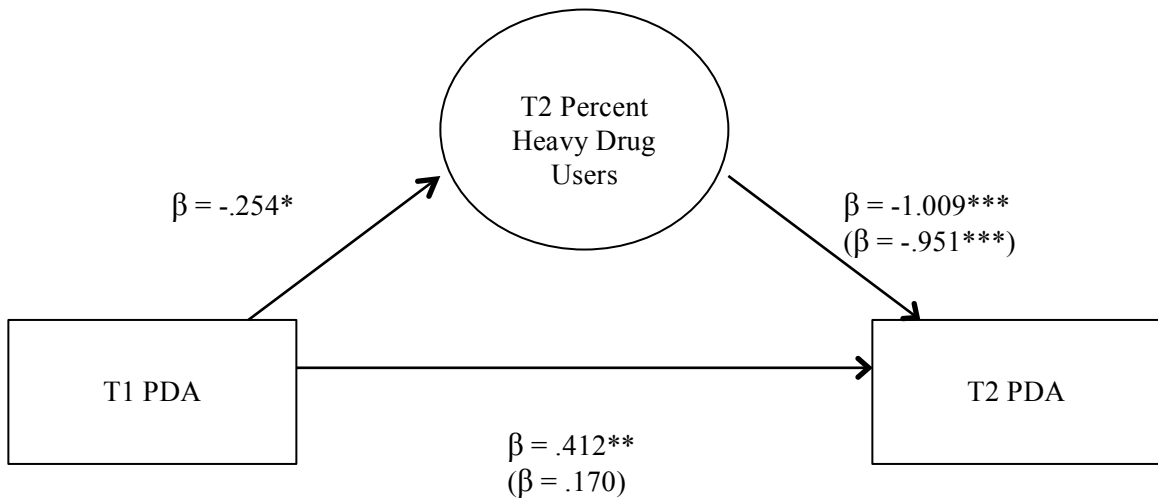 T2 Percent
Heavy Drug
Users
β = -.254*
β = -1.009***
(β = -.951***)
T1 PDA
T2 PDA
β = .412**
(β = .170)